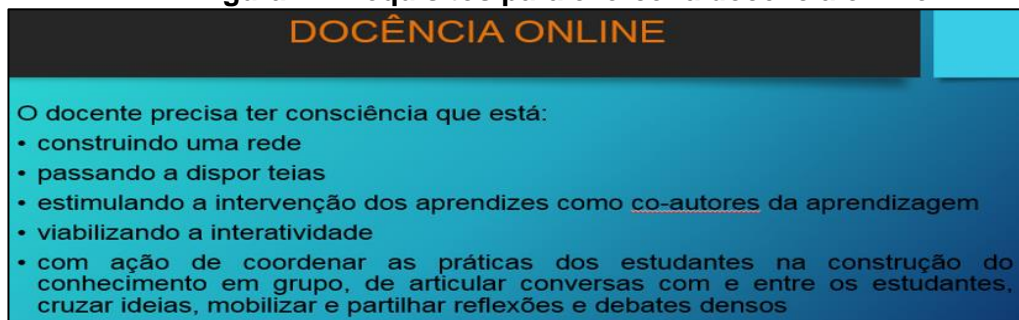 DOCÊNCIA ONLINE
O docente precisa ter consciência que está:
• construindo uma rede
• passando a dispor teias
• estimulando a intervenção dos aprendizes como co-autores da aprendizagem
• viabilizando a interatividade
• com ação de coordenar as práticas dos estudantes na construção do
conhecimento em grupo, de articular conversas com e entre os estudantes,
cruzar ideias, mobilizar e partilhar reflexões e debates densos